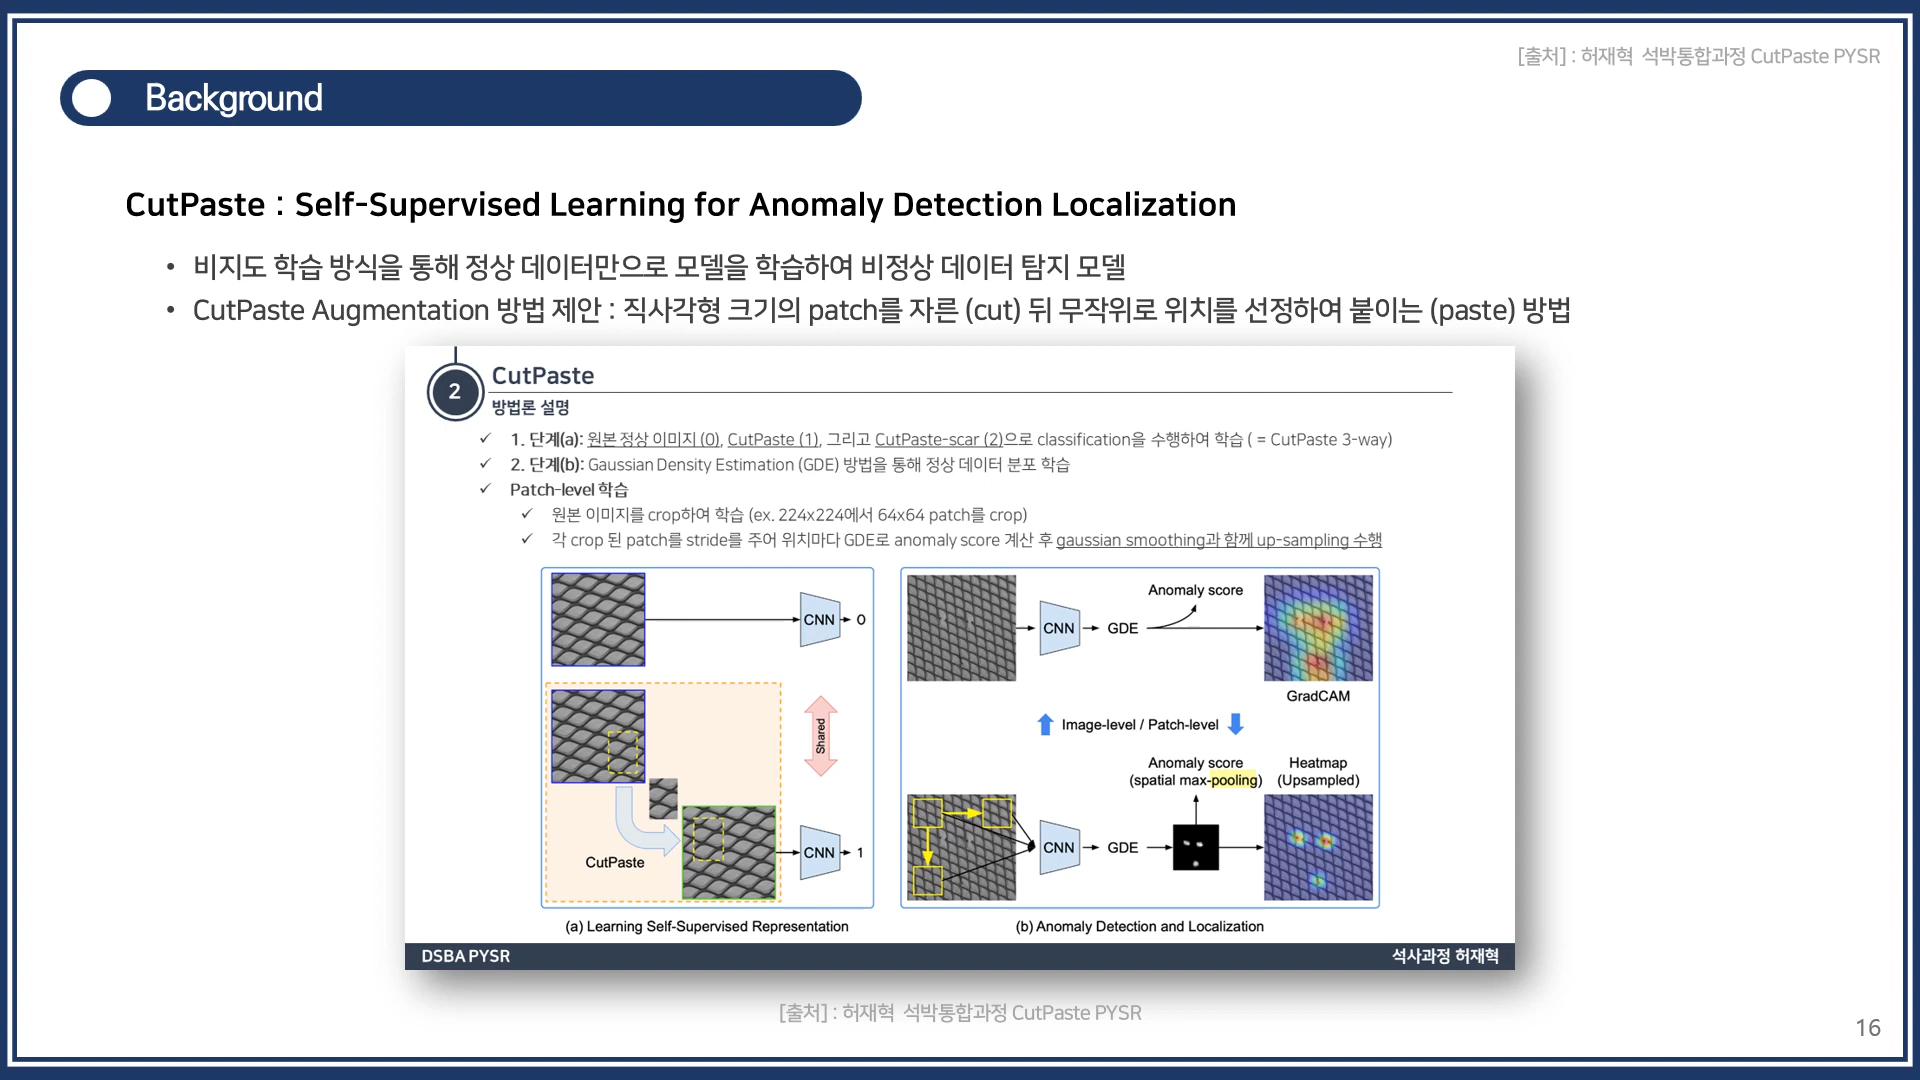 [출처] : 허재혁 석박통합과정 CutPaste PYSR
Background
CutPaste : Self-Supervised Learning for Anomaly Detection Localization
• 비지도 학습 방식을 통해 정상 데이터만으로 모델을 학습하여 비정상 데이터 탐지 모델
• CutPaste Augmentation 방법 제안 : 직사각형 크기의 patch를 자른 (cut) 뒤 무작위로 위치를 선정하여 붙이는 (paste) 방법
2
CutPaste
방법론 설명
✓ 1. 단계(a): 원본 정상 이미지 (0), CutPaste (1), 그리고 CutPaste-scar (2)으로 classification을 수행하여 학습 ( = CutPaste 3-way)
✓ 2. 단계(b): Gaussian Density Estimation (GDE) 방법을 통해 정상 데이터 분포 학습
✓ Patch-level 학습
✓ 원본 이미지를 crop하여 학습 (ex. 224x224에서 64x64 patch를 crop)
✓ 각 crop 된 patch를 stride를 주어 위치마다 GDE로 anomaly score 계산 후 gaussian smoothing과 함께 up-sampling 수행
CNN
0
Shared
CutPaste
CNN
1
(a) Learning Self-Supervised Representation
CNN
GDE
Anomaly score
GradCAM
Image-level / Patch-level
Anomaly score
(spatial max-pooling)
Heatmap
(Upsampled)
CNN
GDE
(b) Anomaly Detection and Localization
DSBA PYSR
석사과정 허재혁
[출처] : 허재혁 석박통합과정 CutPaste PYSR
16